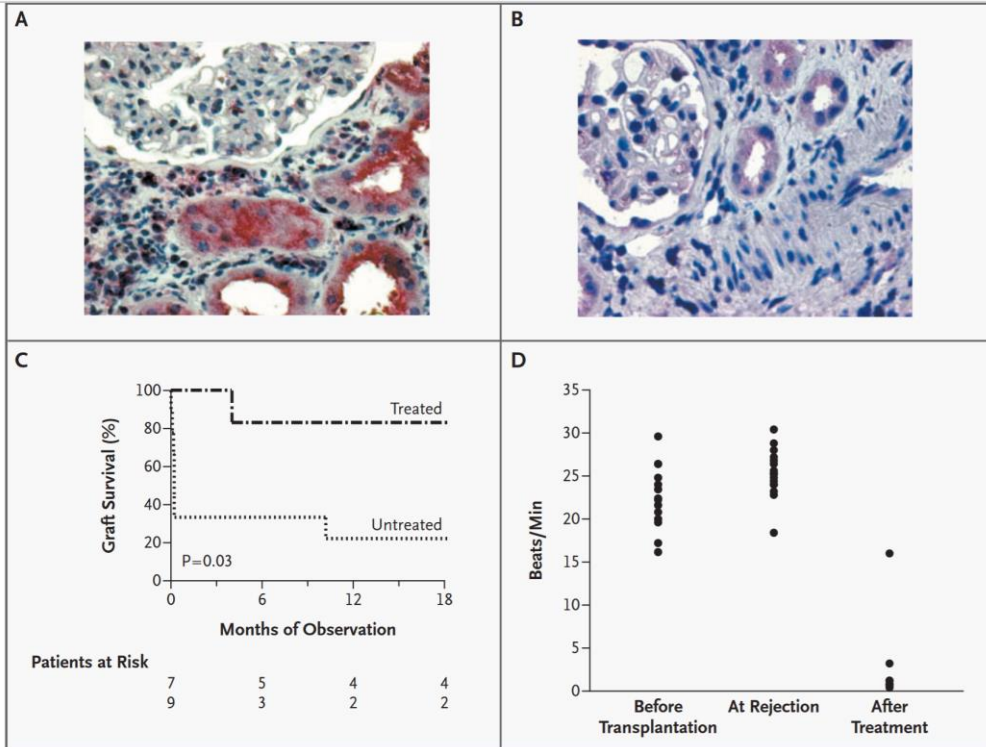 A
B
C
100
80
60
40
20
0
Graft Survival (%)
Treated
Untreated
P=0.03
0 6 12 18
Months of Observation
Patients at Risk
7 5 4 4
9 3 2 2
D
35
30
25
20
15
10
5
0
Beats/Min
Before
Transplantation
At Rejection
After
Treatment